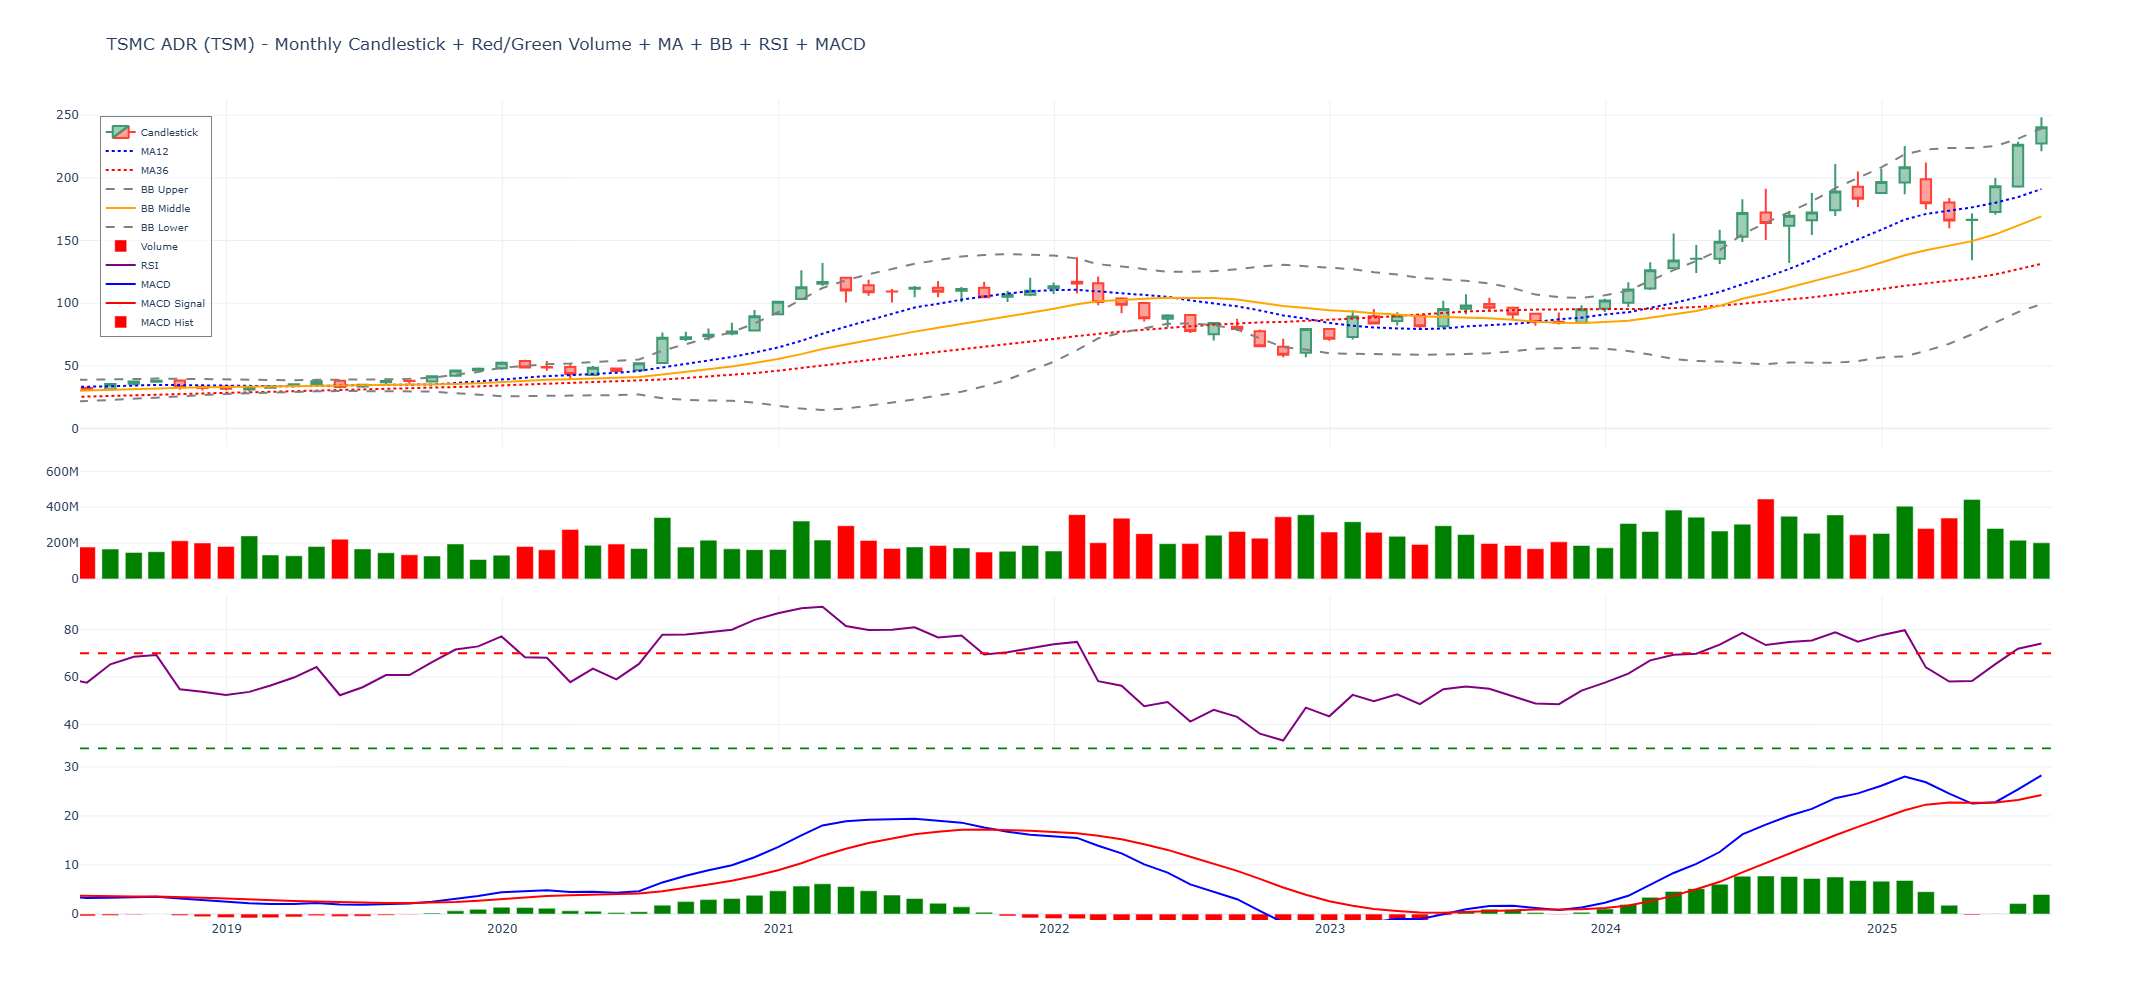 TSMC ADR (TSM) - Monthly Candlestick + Red/Green Volume + MA + BB + RSI + MACD
250
200
150
100
50
0
Candlestick
MA12
MA36
BB Upper
BB Middle
BB Lower
Volume
RSI
MACD
MACD Signal
MACD Hist
600M
400M
200M
0
80
60
40
30
20
10
0
2019
2020
2021
2022
2023
2024
2025